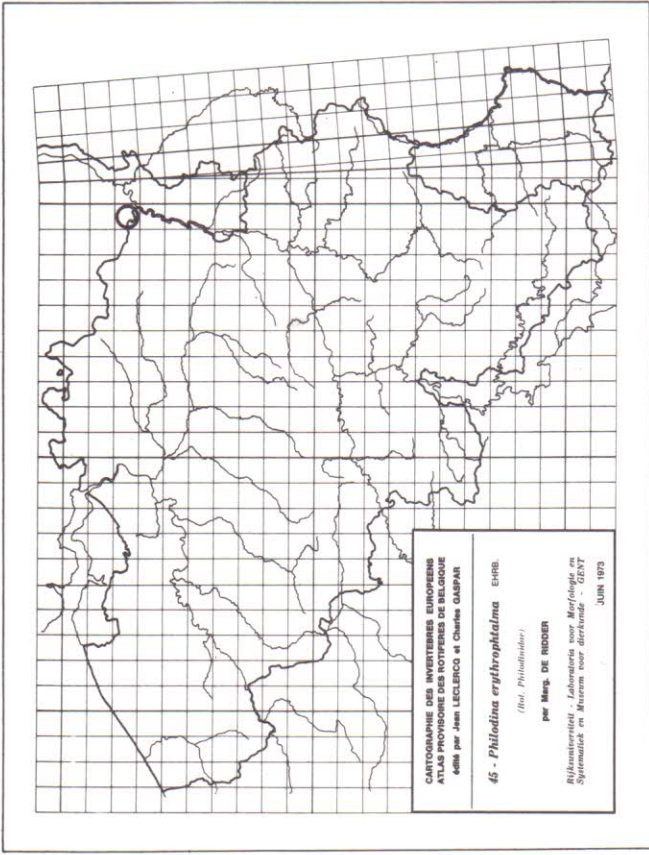 CARTOGRAPHIE DES INVERTEBRES EUROPEENS
ATLAS PROVISOIRE DES ROTIFERES DE BELGIQUE
édité par Jean LECLERCQ et Charles GASPAR
45 - Philodina erythrophtalma EHRB.
(Rot. Philodinidae)
par Marg. DE RIDDER
Rijksuniversiteit - Laboratoria voor Morfologie en
Systematiek en Museum voor dierkunde - GENT
JUIN 1973